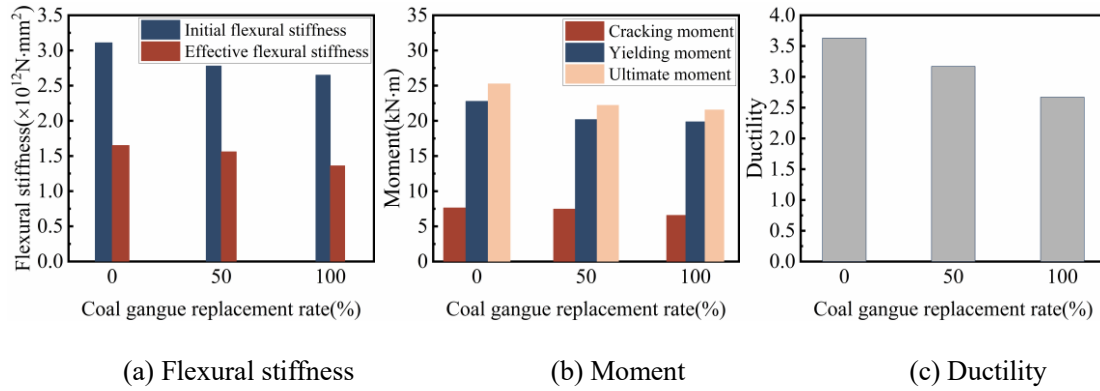 Flexural stiffness(×10¹²N·mm²)
3.5
3.0
2.5
2.0
1.5
1.0
0.5
0.0
Initial flexural stiffness
Effective flexural stiffness
0 50 100
Coal gangue replacement rate(%)
(a) Flexural stiffness
Moment(kN·m)
35
30
25
20
15
10
5
0
Cracking moment
Yielding moment
Ultimate moment
0 50 100
Coal gangue replacement rate(%)
(b) Moment
Ductility
4.0
3.5
3.0
2.5
2.0
1.5
1.0
0.5
0.0
0 50 100
Coal gangue replacement rate(%)
(c) Ductility